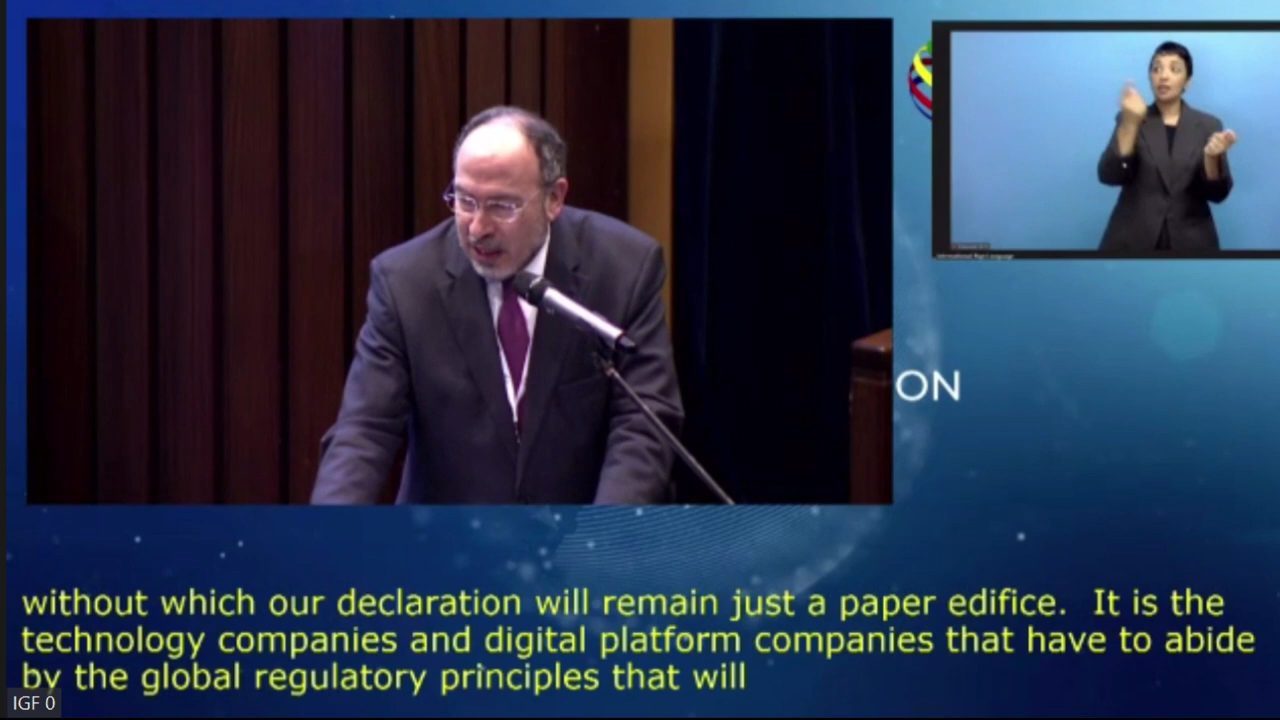 ON
without which our declaration will remain just a paper edifice. It is the
technology companies and digital platform companies that have to abide
by the global regulatory principles that will
IGF 0